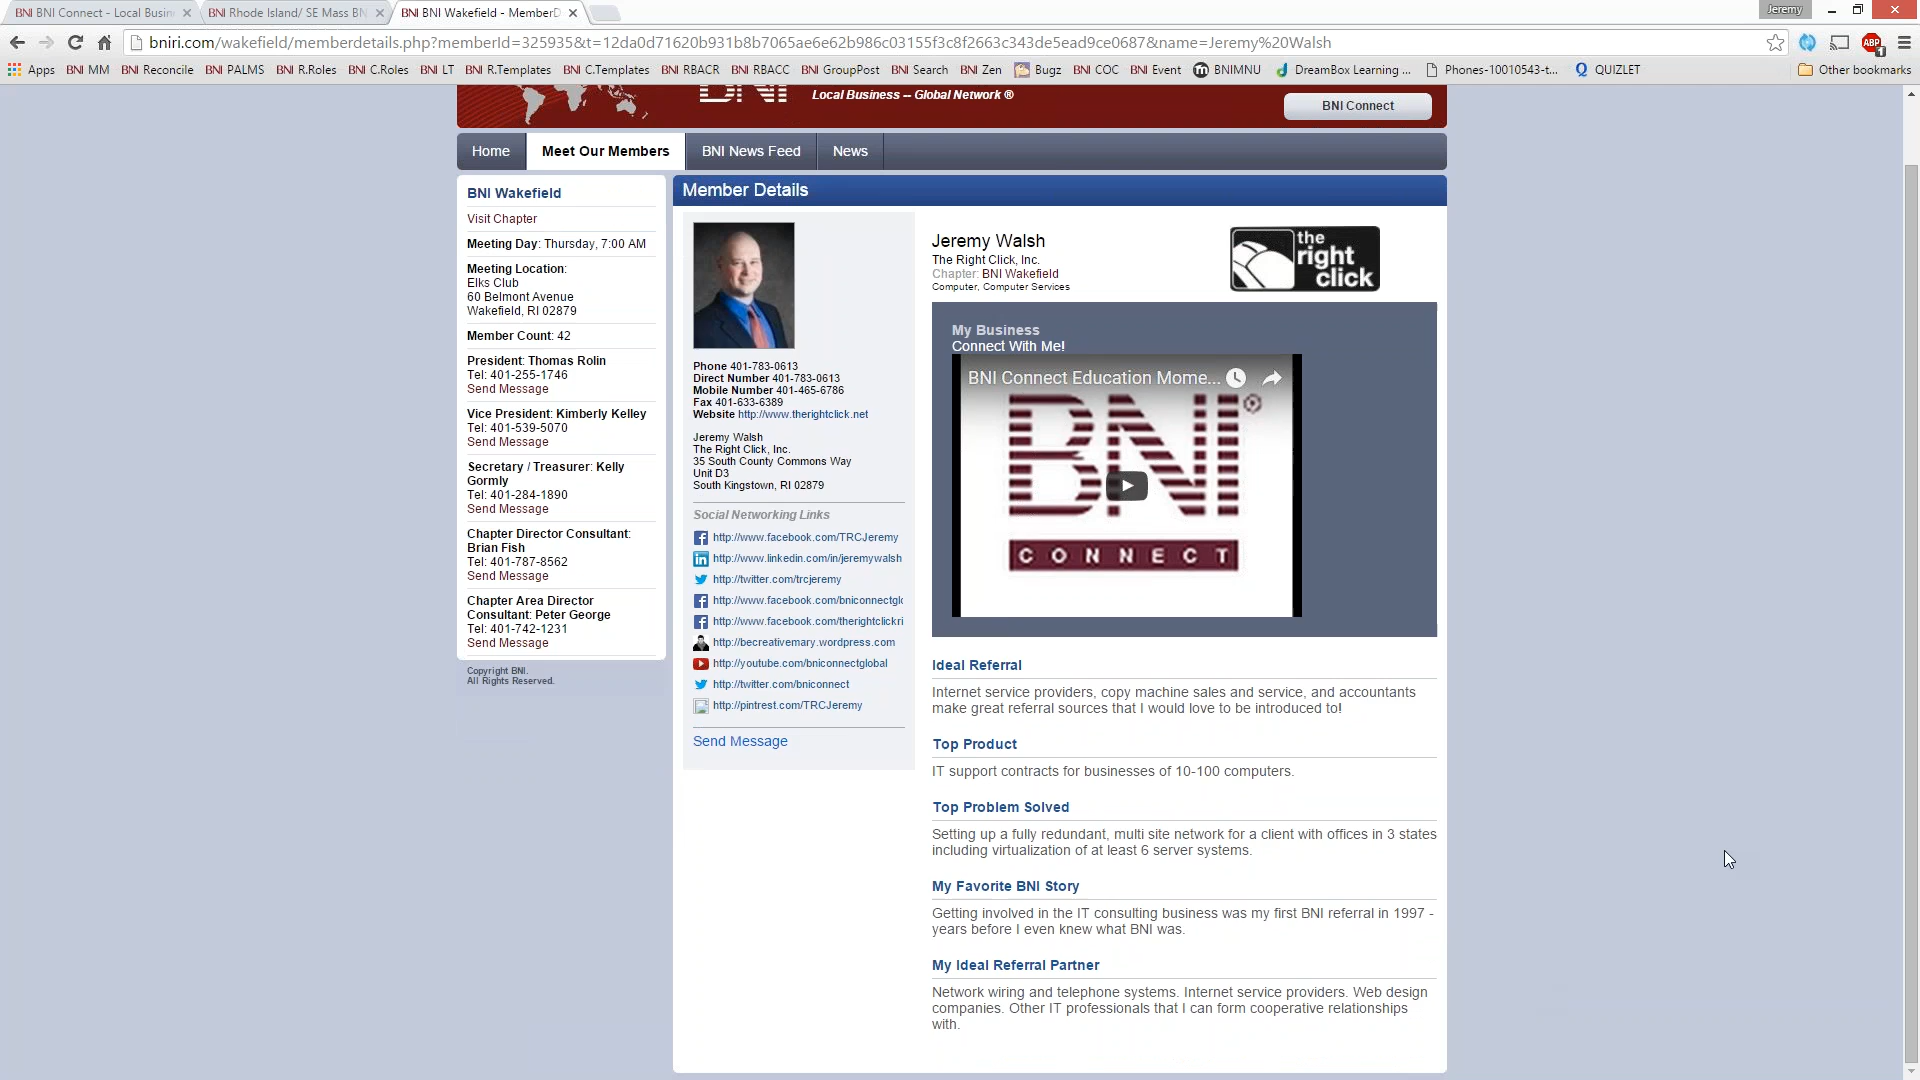 BNI BNI Connect - Local Busin
BNI Rhode Island/ SE Mass BN
BNI BNI Wakefield - MemberD
Jeremy
bniri.com/wakefield/memberdetails.php?memberId=325935&t=12da0d71620b931b8b7065ae6e62b986c03155f3c8f2663c343de5ead9ce0687&name=Jeremy%20Walsh
ABP
1
Apps BNI MM BNI Reconcile BNI PALMS BNI R.Roles BNI C.Roles BNI LT BNI R.Templates BNI C.Templates BNI RBACR BNI RBACC BNI GroupPost BNI Search BNI Zen Bugz BNI COC BNI Event BNIMNU DreamBox Learning ... Phones-10010543-t... QUIZLET Other bookmarks
BNI
Local Business -- Global Network ®
BNI Connect
Home Meet Our Members BNI News Feed News
BNI Wakefield
Visit Chapter
Meeting Day: Thursday, 7:00 AM
Meeting Location:
Elks Club
60 Belmont Avenue
Wakefield, RI 02879
Member Count: 42
President: Thomas Rolin
Tel: 401-255-1746
Send Message
Vice President: Kimberly Kelley
Tel: 401-539-5070
Send Message
Secretary / Treasurer: Kelly
Gormly
Tel: 401-284-1890
Send Message
Chapter Director Consultant:
Brian Fish
Tel: 401-787-8562
Send Message
Chapter Area Director
Consultant: Peter George
Tel: 401-742-1231
Send Message
Copyright BNI.
All Rights Reserved.
Member Details
Phone 401-783-0613
Direct Number 401-783-0613
Mobile Number 401-465-6786
Fax 401-633-6389
Website http://www.therightclick.net
Jeremy Walsh
The Right Click, Inc.
35 South County Commons Way
Unit D3
South Kingstown, RI 02879
Social Networking Links
http://www.facebook.com/TRCJeremy
http://www.linkedin.com/in/jeremywalsh
http://twitter.com/trcjeremy
http://www.facebook.com/bniconnectglo
http://www.facebook.com/therightclickri
http://becreativemary.wordpress.com
http://youtube.com/bniconnectglobal
http://twitter.com/bniconnect
http://pintrest.com/TRCJeremy
Send Message
Jeremy Walsh
The Right Click, Inc.
Chapter: BNI Wakefield
Computer, Computer Services
the
right
click
My Business
Connect With Me!
BNI Connect Education Mome...
BNI®
CONNECT
Ideal Referral
Internet service providers, copy machine sales and service, and accountants
make great referral sources that I would love to be introduced to!
Top Product
IT support contracts for businesses of 10-100 computers.
Top Problem Solved
Setting up a fully redundant, multi site network for a client with offices in 3 states
including virtualization of at least 6 server systems.
My Favorite BNI Story
Getting involved in the IT consulting business was my first BNI referral in 1997 -
years before I even knew what BNI was.
My Ideal Referral Partner
Network wiring and telephone systems. Internet service providers. Web design
companies. Other IT professionals that I can form cooperative relationships
with.